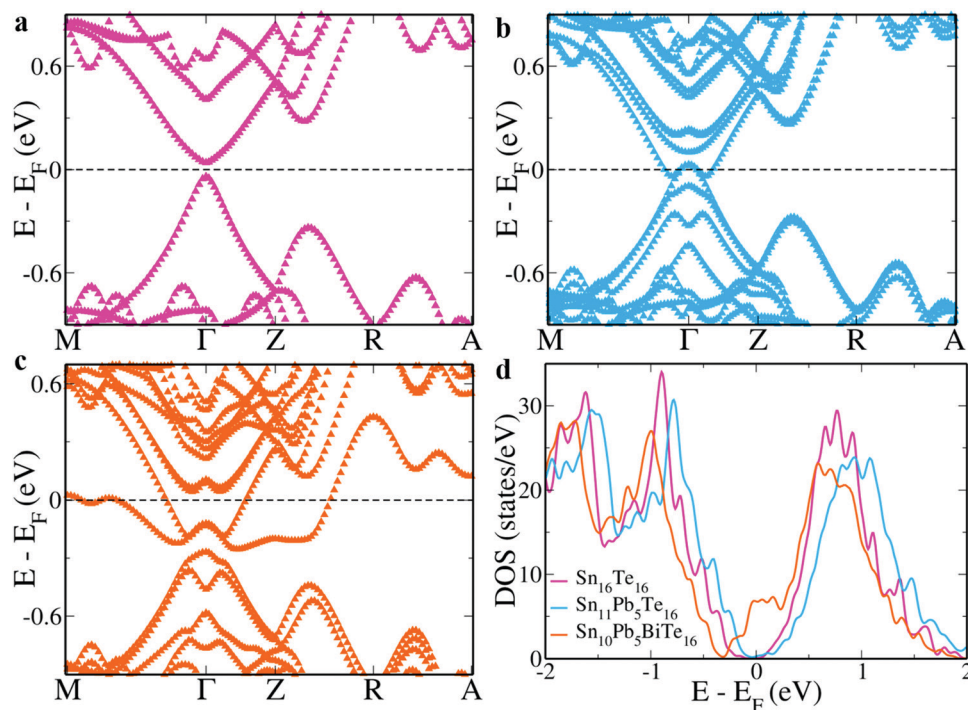 a
0.6
0
-0.6
E - E_F (eV)
M Γ Z R A
b
0.6
0
-0.6
E - E_F (eV)
M Γ Z R A
c
0.6
0
-0.6
E - E_F (eV)
M Γ Z R A
d
30
20
10
0
DOS (states/eV)
Sn₁₆Te₁₆
Sn₁₁Pb₅Te₁₆
Sn₁₀Pb₅BiTe₁₆
-2 -1 0 1 2
E - E_F (eV)